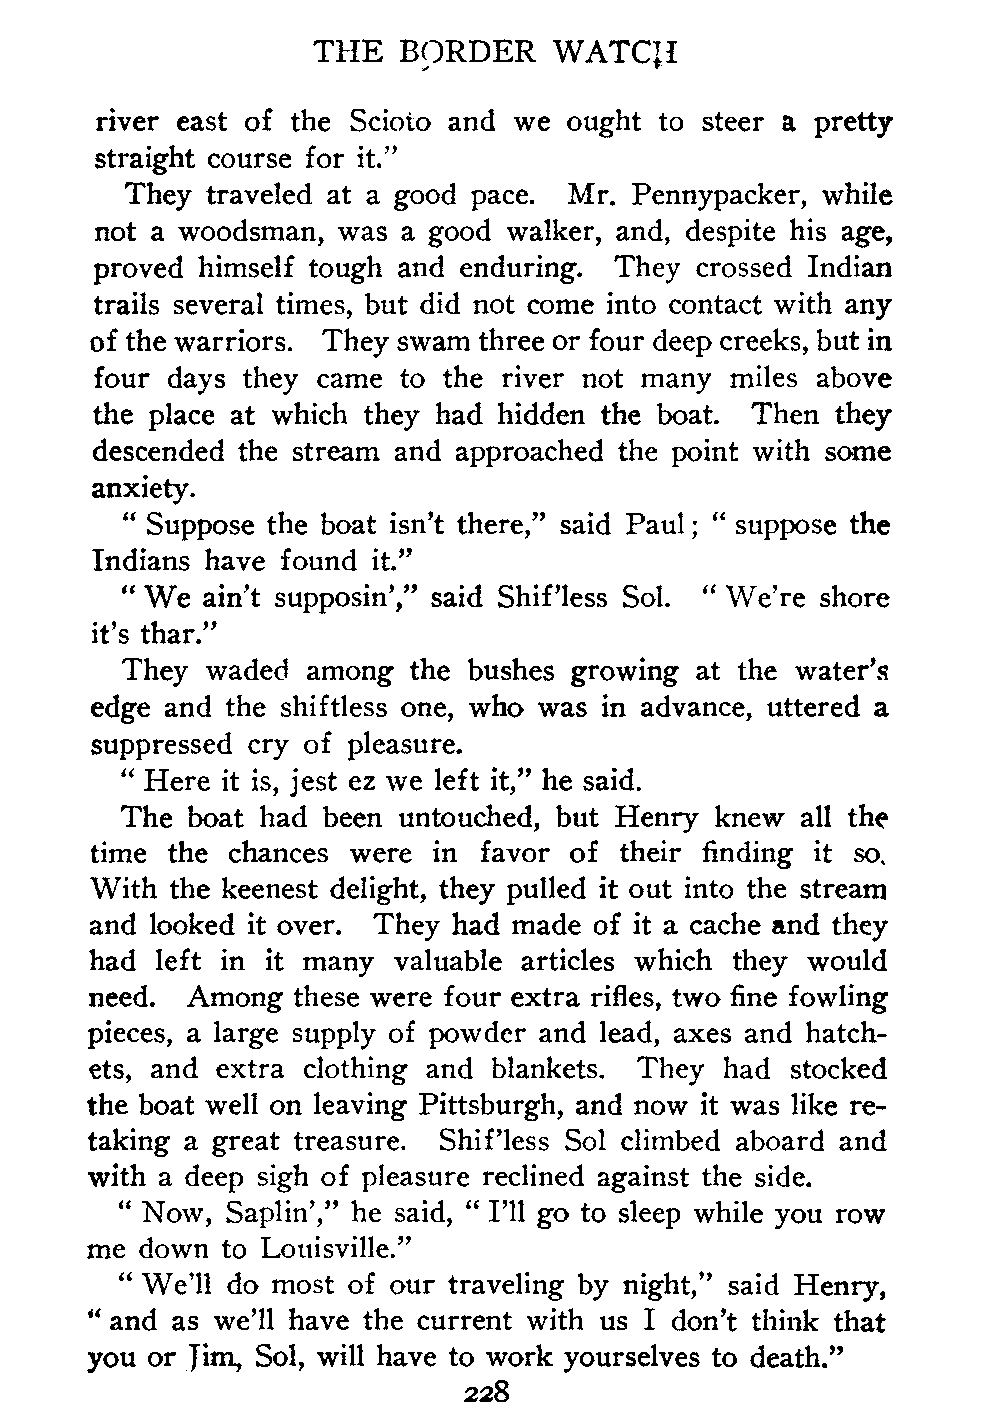 THE BORDER WATCH
river east of the Scioto and we ought to steer a pretty
straight course for it.”
They traveled at a good pace. Mr. Pennypacker, while
not a woodsman, was a good walker, and, despite his age,
proved himself tough and enduring. They crossed Indian
trails several times, but did not come into contact with any
of the warriors. They swam three or four deep creeks, but in
four days they came to the river not many miles above
the place at which they had hidden the boat. Then they
descended the stream and approached the point with some
anxiety.
“ Suppose the boat isn’t there,” said Paul ; “ suppose the
Indians have found it.”
“ We ain’t supposin’,” said Shif’less Sol. “ We’re shore
it’s thar.”
They waded among the bushes growing at the water’s
edge and the shiftless one, who was in advance, uttered a
suppressed cry of pleasure.
“ Here it is, jest ez we left it,” he said.
The boat had been untouched, but Henry knew all the
time the chances were in favor of their finding it so.
With the keenest delight, they pulled it out into the stream
and looked it over. They had made of it a cache and they
had left in it many valuable articles which they would
need. Among these were four extra rifles, two fine fowling
pieces, a large supply of powder and lead, axes and hatch-
ets, and extra clothing and blankets. They had stocked
the boat well on leaving Pittsburgh, and now it was like re-
taking a great treasure. Shif’less Sol climbed aboard and
with a deep sigh of pleasure reclined against the side.
“ Now, Saplin’,” he said, “ I’ll go to sleep while you row
me down to Louisville.”
“ We’ll do most of our traveling by night,” said Henry,
“ and as we’ll have the current with us I don’t think that
you or Jim, Sol, will have to work yourselves to death.”
228